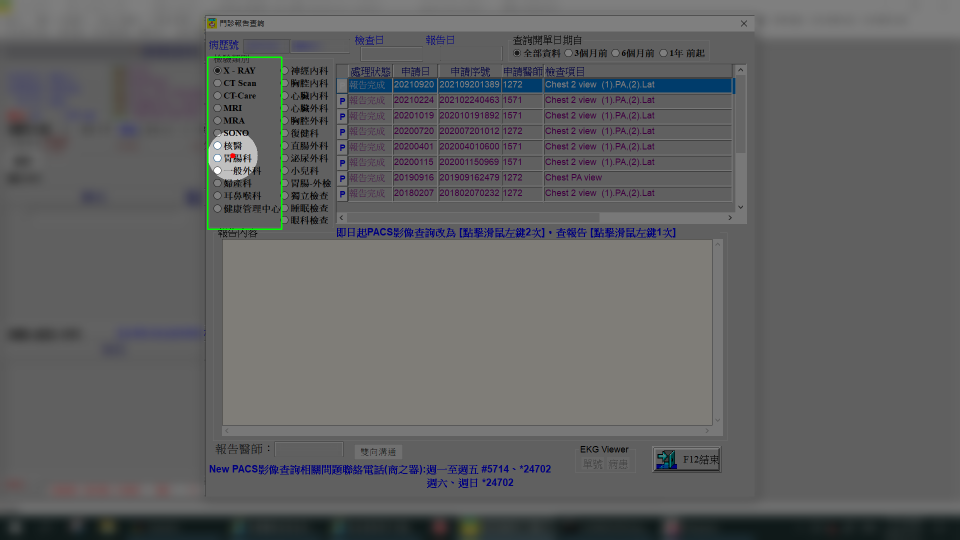 門診報告查詢
病歷號 檢查日 報告日 查詢開單日期自
全部資料 3個月前 6個月前 1年 前起
檢驗類別
X - RAY 神經內科
CT Scan 胸腔內科
CT-Care 心臟內科
MRI 心臟外科
MRA 胸腔外科
SONO 復健科
核醫 直腸外科
胃腸科 泌尿外科
一般外科 小兒科
婦產科 胃腸-外檢
耳鼻喉科 獨立檢查
健康管理中心 睡眠檢查
眼科檢查
處理狀態 申請日 申請序號 申請醫師 檢查項目
報告完成 20210920 202109201389 1272 Chest 2 view (1).PA,(2).Lat
P 報告完成 20210224 202102240463 1571 Chest 2 view (1).PA,(2).Lat
P 報告完成 20201019 202010191892 1571 Chest 2 view (1).PA,(2).Lat
P 報告完成 20200720 202007201012 1272 Chest 2 view (1).PA,(2).Lat
P 報告完成 20200401 202004010600 1571 Chest 2 view (1).PA,(2).Lat
P 報告完成 20200115 202001150969 1571 Chest 2 view (1).PA,(2).Lat
P 報告完成 20190916 201909162479 1272 Chest PA view
P 報告完成 20180207 201802070232 1272 Chest 2 view (1).PA,(2).Lat
報告內容 即日起PACS影像查詢改為 [點擊滑鼠左鍵2次]，查報告 [點擊滑鼠左鍵1次]
報告醫師： 雙向溝通 EKG Viewer
單號 病患 F12結束
New PACS影像查詢相關問題聯絡電話(商之器):週一至週五 #5714、*24702
週六、週日 *24702